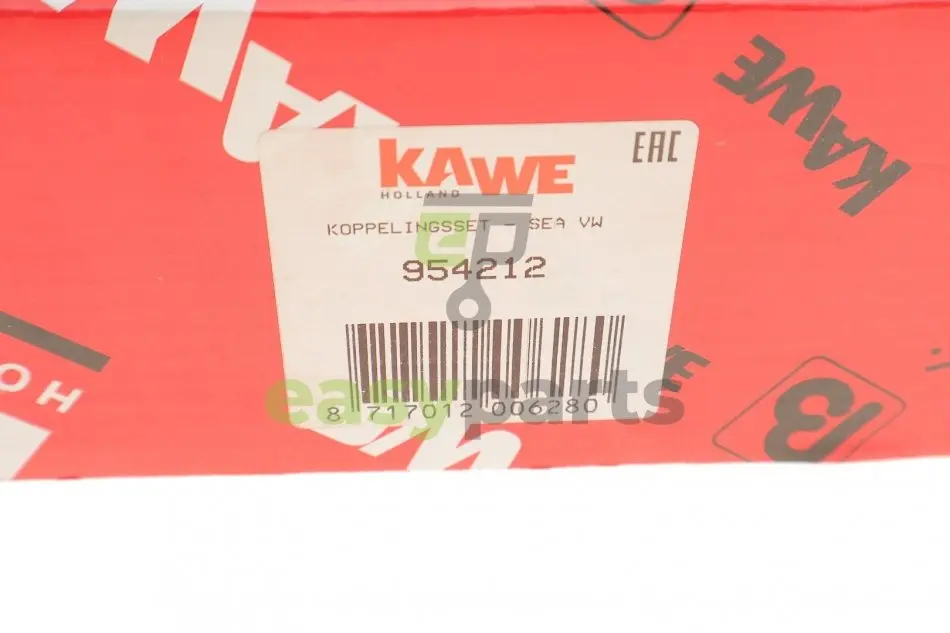 KAWE
EAC
HOLLAND
KOPPELINGSSET - SEA VW
954212
8 717012 006280
easyparts
KAWE